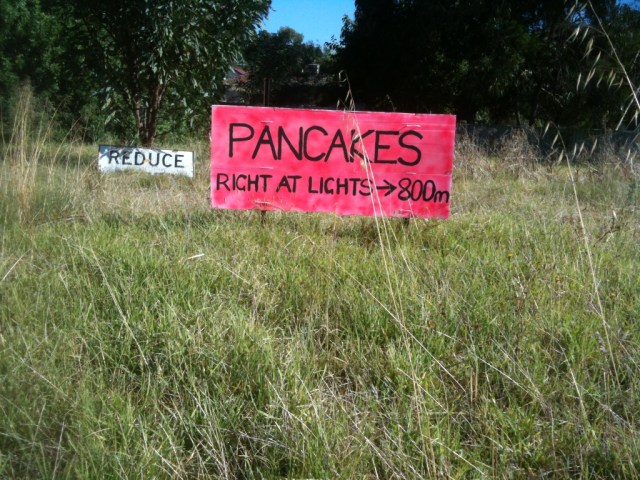 REDUCE
PANCAKES
RIGHT AT LIGHTS→800m